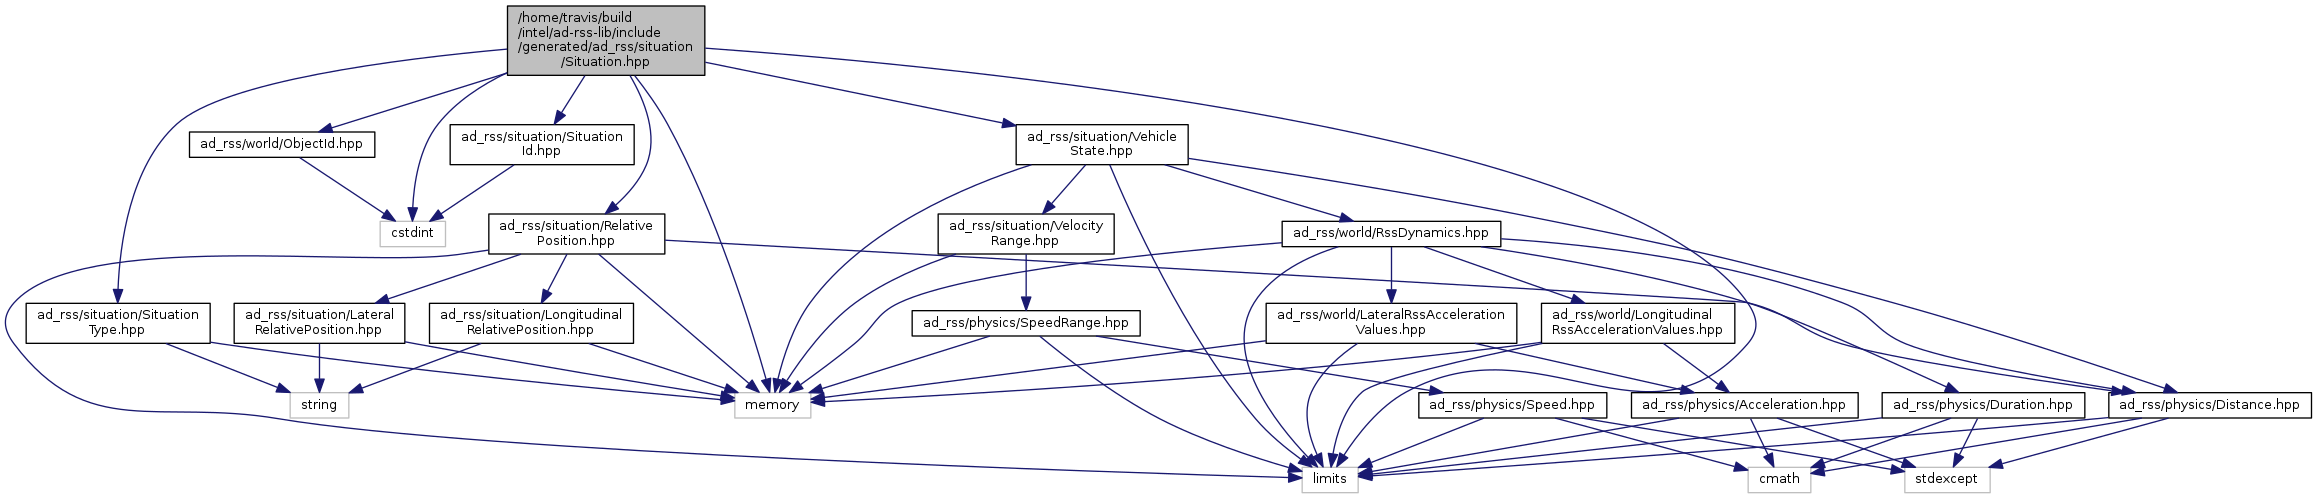 /home/travis/build
/intel/ad-rss-lib/include
/generated/ad_rss/situation
/Situation.hpp
ad_rss/world/ObjectId.hpp
ad_rss/situation/Situation
Id.hpp
ad_rss/situation/Vehicle
State.hpp
cstdint
ad_rss/situation/Relative
Position.hpp
ad_rss/situation/Velocity
Range.hpp
ad_rss/world/RssDynamics.hpp
ad_rss/situation/Situation
Type.hpp
ad_rss/situation/Lateral
RelativePosition.hpp
ad_rss/situation/Longitudinal
RelativePosition.hpp
ad_rss/physics/SpeedRange.hpp
ad_rss/world/LateralRssAcceleration
Values.hpp
ad_rss/world/Longitudinal
RssAccelerationValues.hpp
string
memory
ad_rss/physics/Speed.hpp
ad_rss/physics/Acceleration.hpp
ad_rss/physics/Duration.hpp
ad_rss/physics/Distance.hpp
limits
cmath
stdexcept